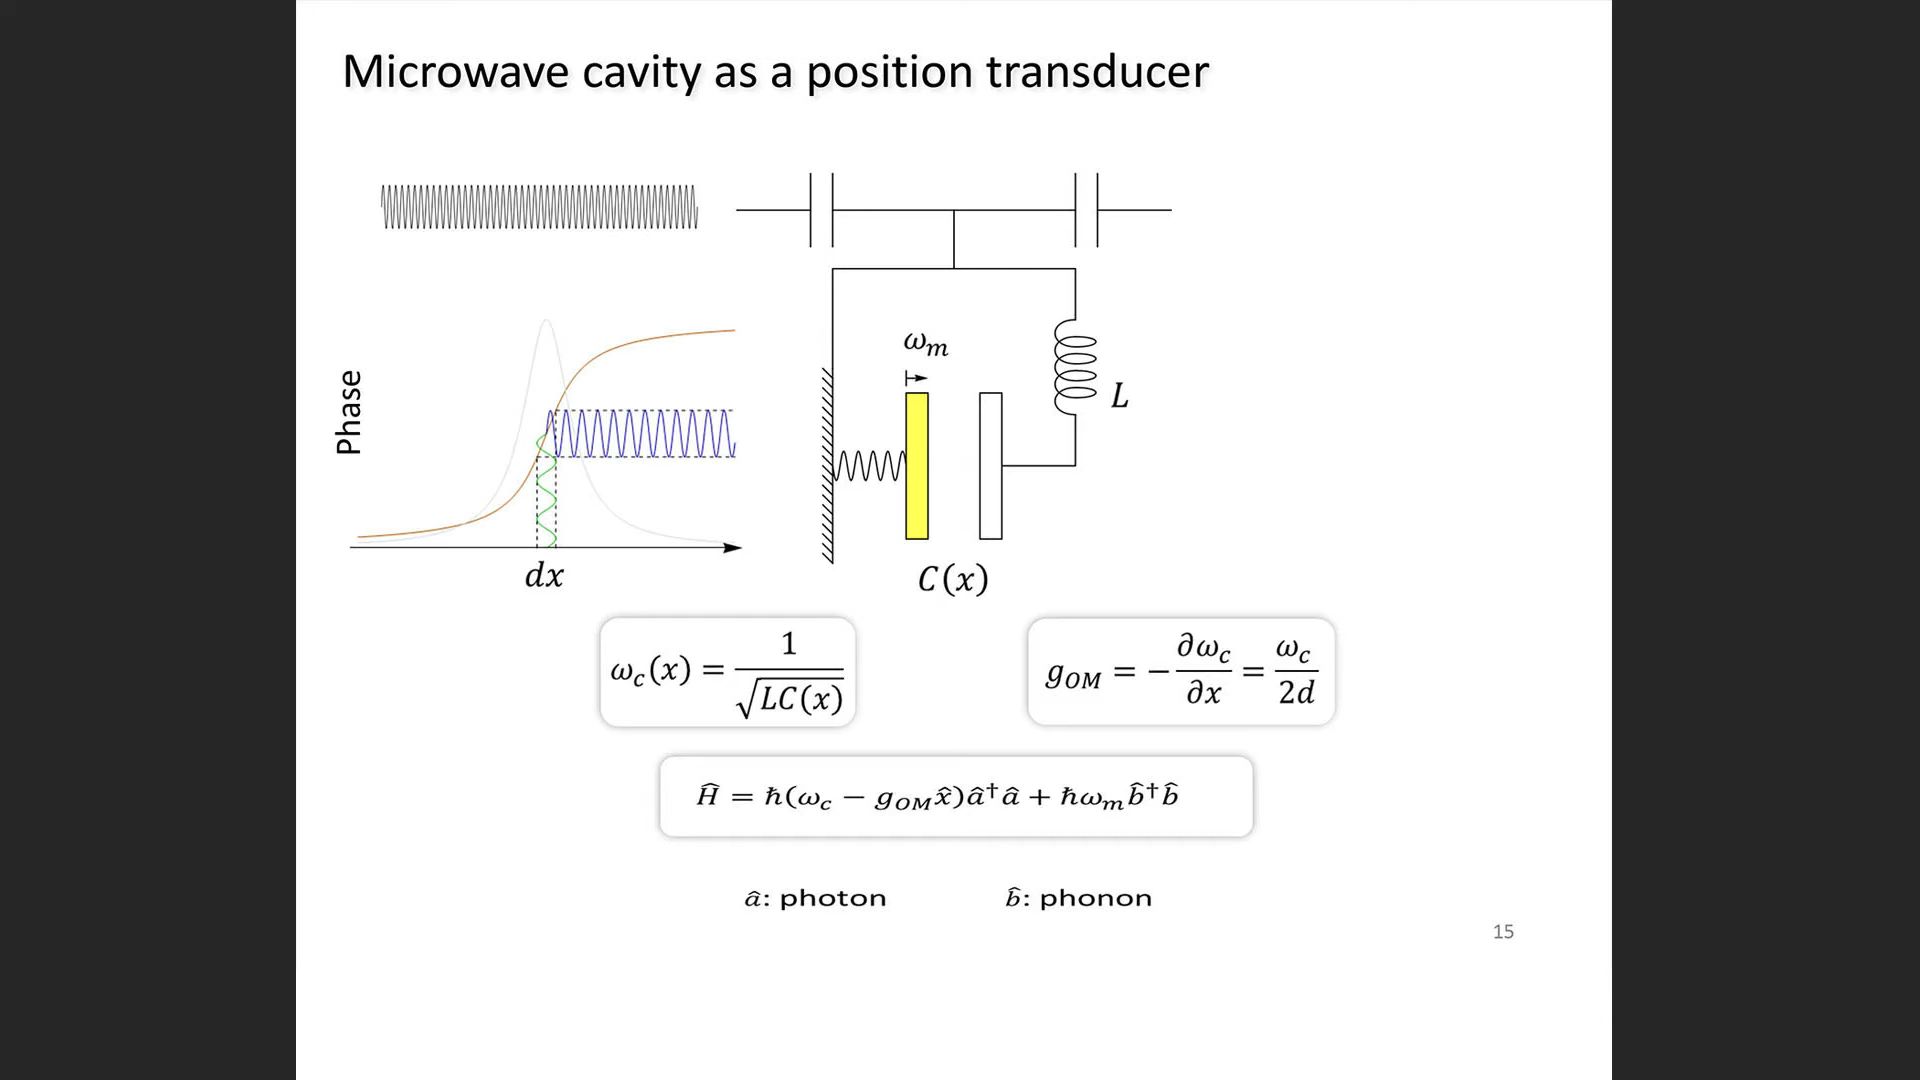 Microwave cavity as a position transducer
Phase
dx
ω_m
L
C(x)
ω_c(x) = 1/√(LC(x))
g_OM = −∂ω_c/∂x = ω_c/2d
Ĥ = ℏ(ω_c − g_OM x̂)â†â + ℏω_m b̂†b̂
â: photon
b̂: phonon
15